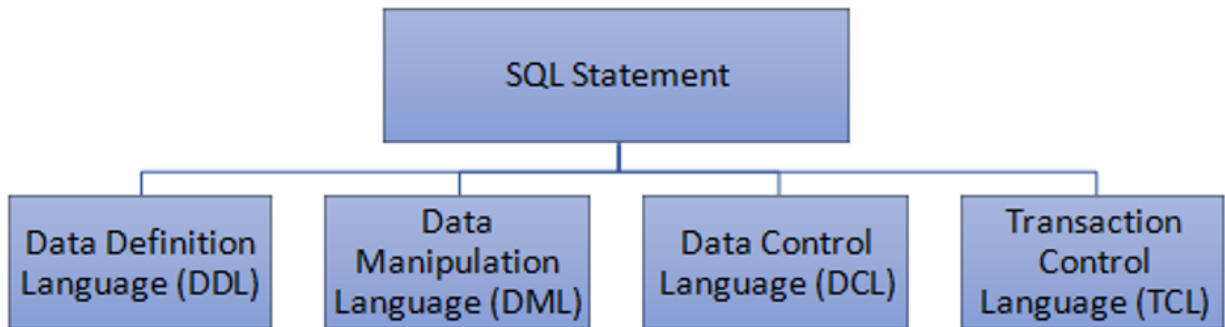 SQL Statement
Data Definition
Language (DDL)
Data
Manipulation
Language (DML)
Data Control
Language (DCL)
Transaction
Control
Language (TCL)